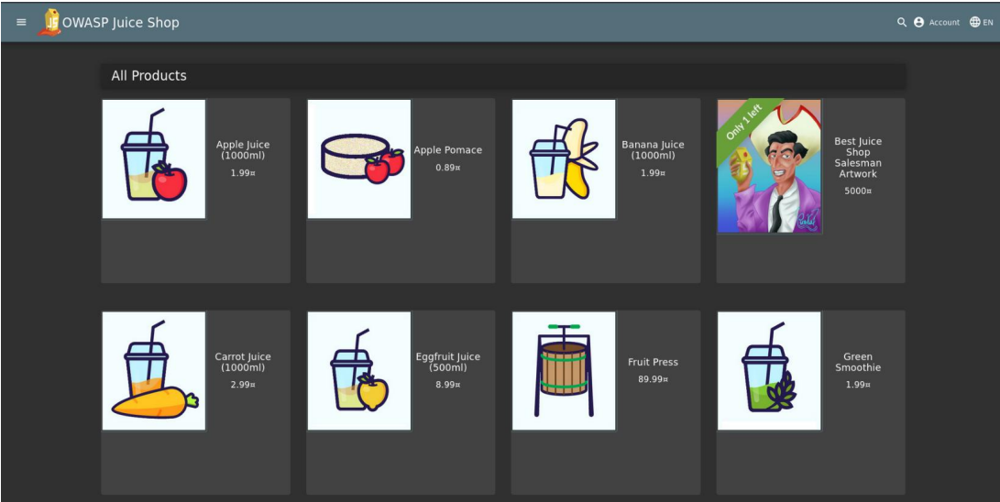 OWASP Juice Shop
Account
EN
All Products
Apple Juice
(1000ml)
1.99¤
Apple Pomace
0.89¤
Banana Juice
(1000ml)
1.99¤
Only 1 left
Best Juice
Shop
Salesman
Artwork
5000¤
Carrot Juice
(1000ml)
2.99¤
Eggfruit Juice
(500ml)
8.99¤
Fruit Press
89.99¤
Green
Smoothie
1.99¤